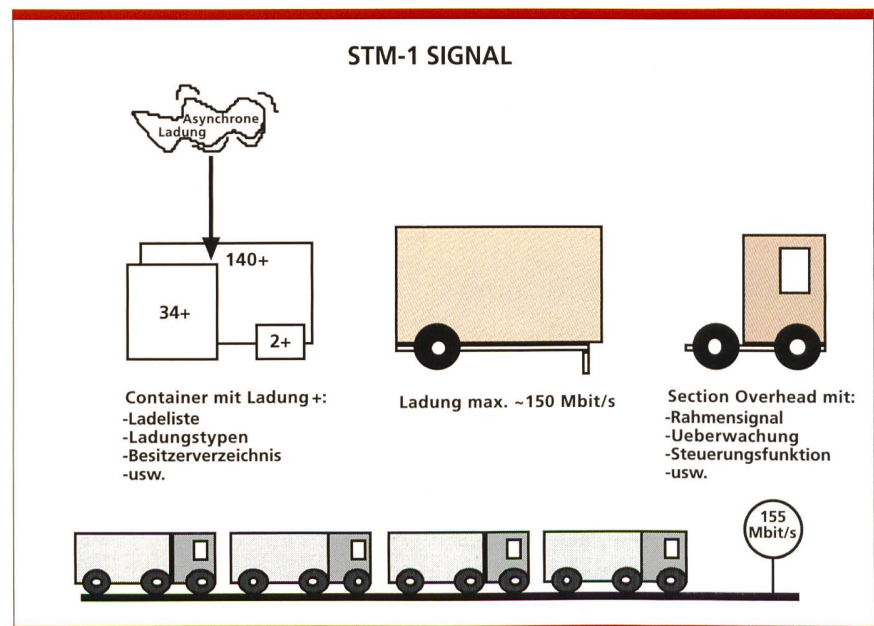 STM-1 SIGNAL
Asynchrone
Ladung
140+
34+
2+
Container mit Ladung+:
-Ladeliste
-Ladungstypen
-Besitzerverzeichnis
-usw.
Ladung max. ~150 Mbit/s
Section Overhead mit:
-Rahmensignal
-Ueberwachung
-Steuerungsfunktion
-usw.
155
Mbit/s